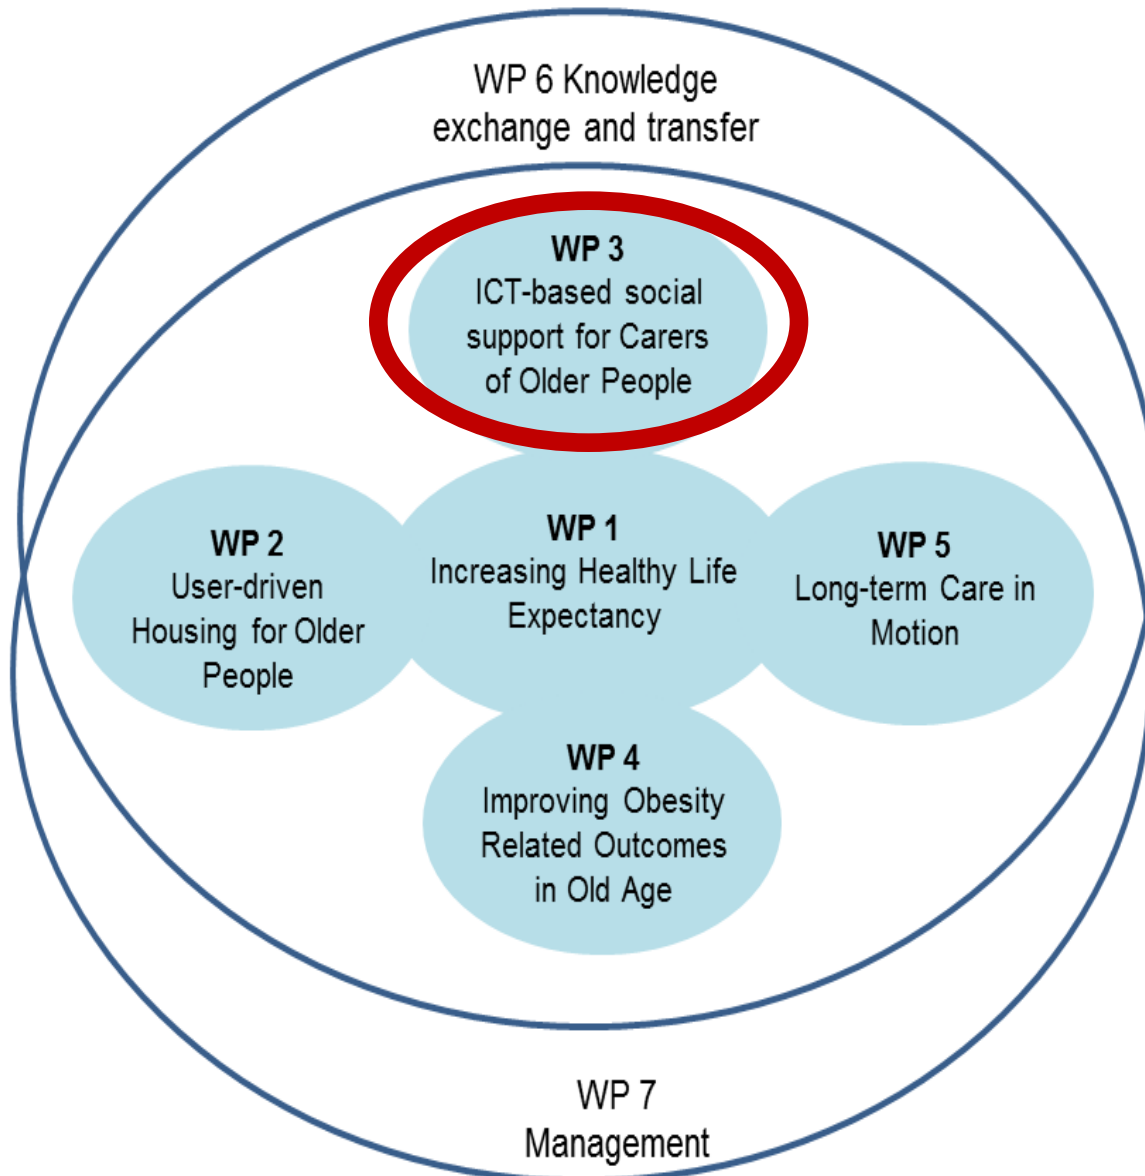 WP 6 Knowledge
exchange and transfer
WP 3
ICT-based social
support for Carers
of Older People
WP 2
User-driven
Housing for Older
People
WP 1
Increasing Healthy Life
Expectancy
WP 5
Long-term Care in
Motion
WP 4
Improving Obesity
Related Outcomes
in Old Age
WP 7
Management